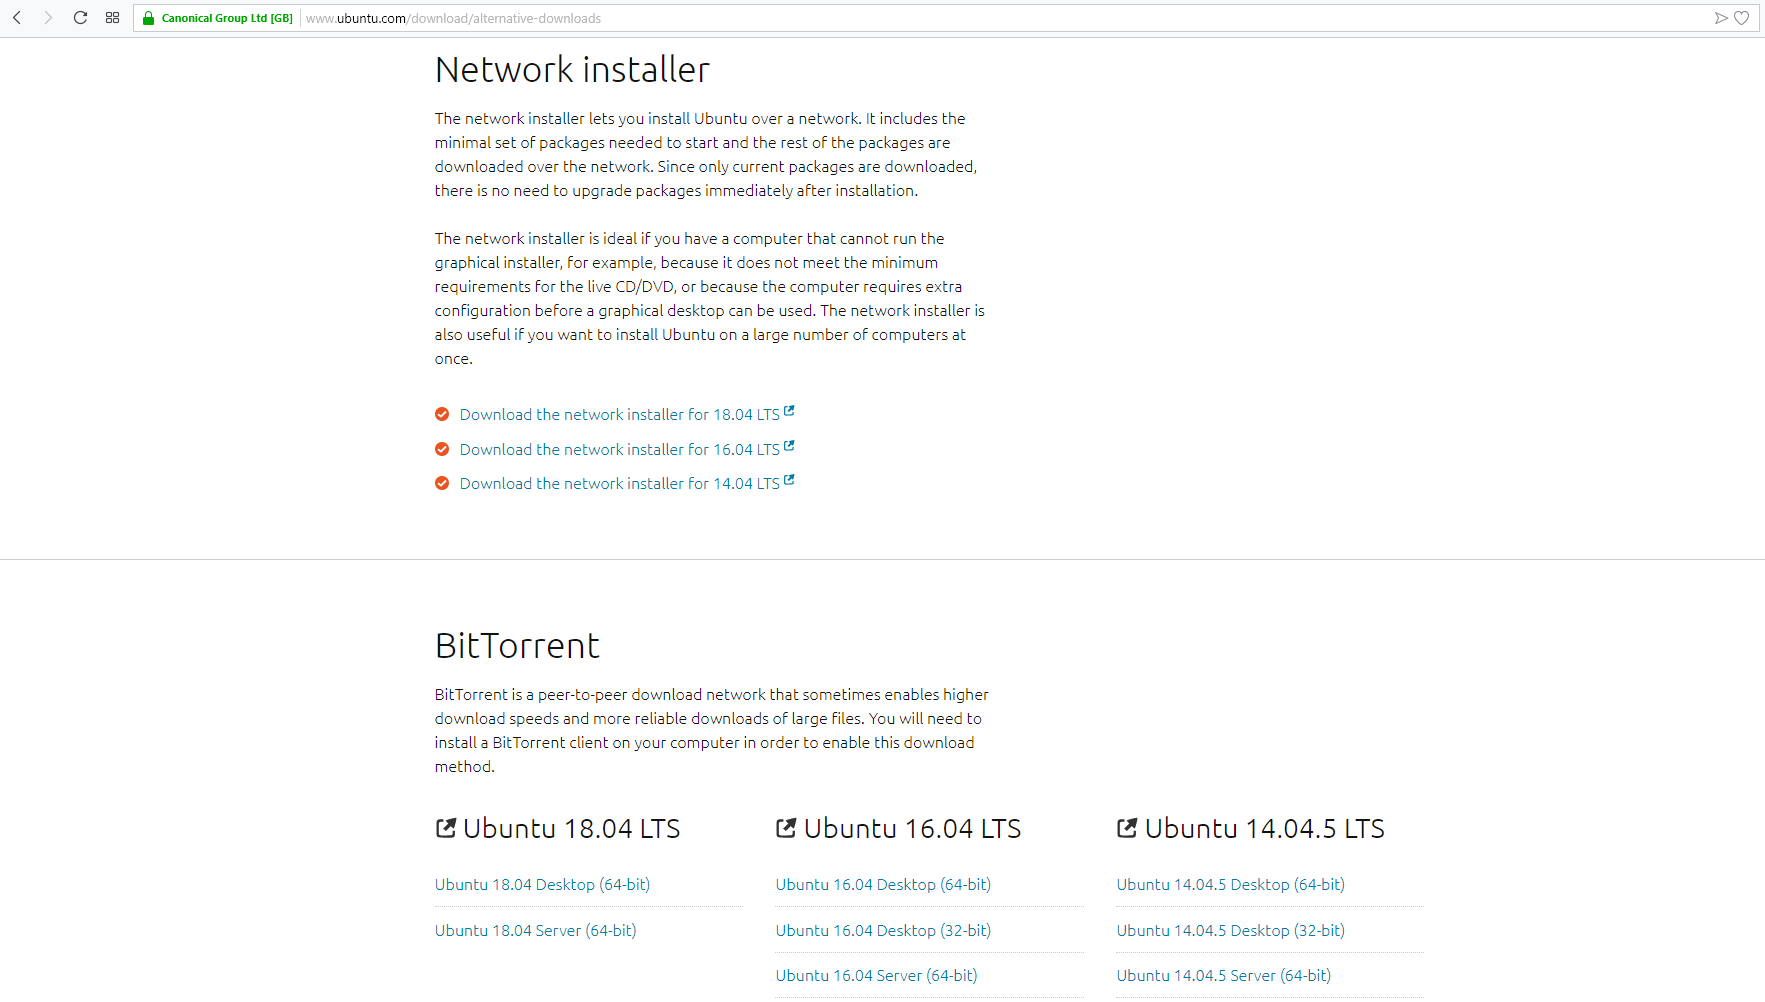 Canonical Group Ltd [GB] www.ubuntu.com/download/alternative-downloads
Network installer
The network installer lets you install Ubuntu over a network. It includes the
minimal set of packages needed to start and the rest of the packages are
downloaded over the network. Since only current packages are downloaded,
there is no need to upgrade packages immediately after installation.
The network installer is ideal if you have a computer that cannot run the
graphical installer, for example, because it does not meet the minimum
requirements for the live CD/DVD, or because the computer requires extra
configuration before a graphical desktop can be used. The network installer is
also useful if you want to install Ubuntu on a large number of computers at
once.
Download the network installer for 18.04 LTS
Download the network installer for 16.04 LTS
Download the network installer for 14.04 LTS
BitTorrent
BitTorrent is a peer-to-peer download network that sometimes enables higher
download speeds and more reliable downloads of large files. You will need to
install a BitTorrent client on your computer in order to enable this download
method.
Ubuntu 18.04 LTS
Ubuntu 18.04 Desktop (64-bit)
Ubuntu 18.04 Server (64-bit)
Ubuntu 16.04 LTS
Ubuntu 16.04 Desktop (64-bit)
Ubuntu 16.04 Desktop (32-bit)
Ubuntu 16.04 Server (64-bit)
Ubuntu 14.04.5 LTS
Ubuntu 14.04.5 Desktop (64-bit)
Ubuntu 14.04.5 Desktop (32-bit)
Ubuntu 14.04.5 Server (64-bit)